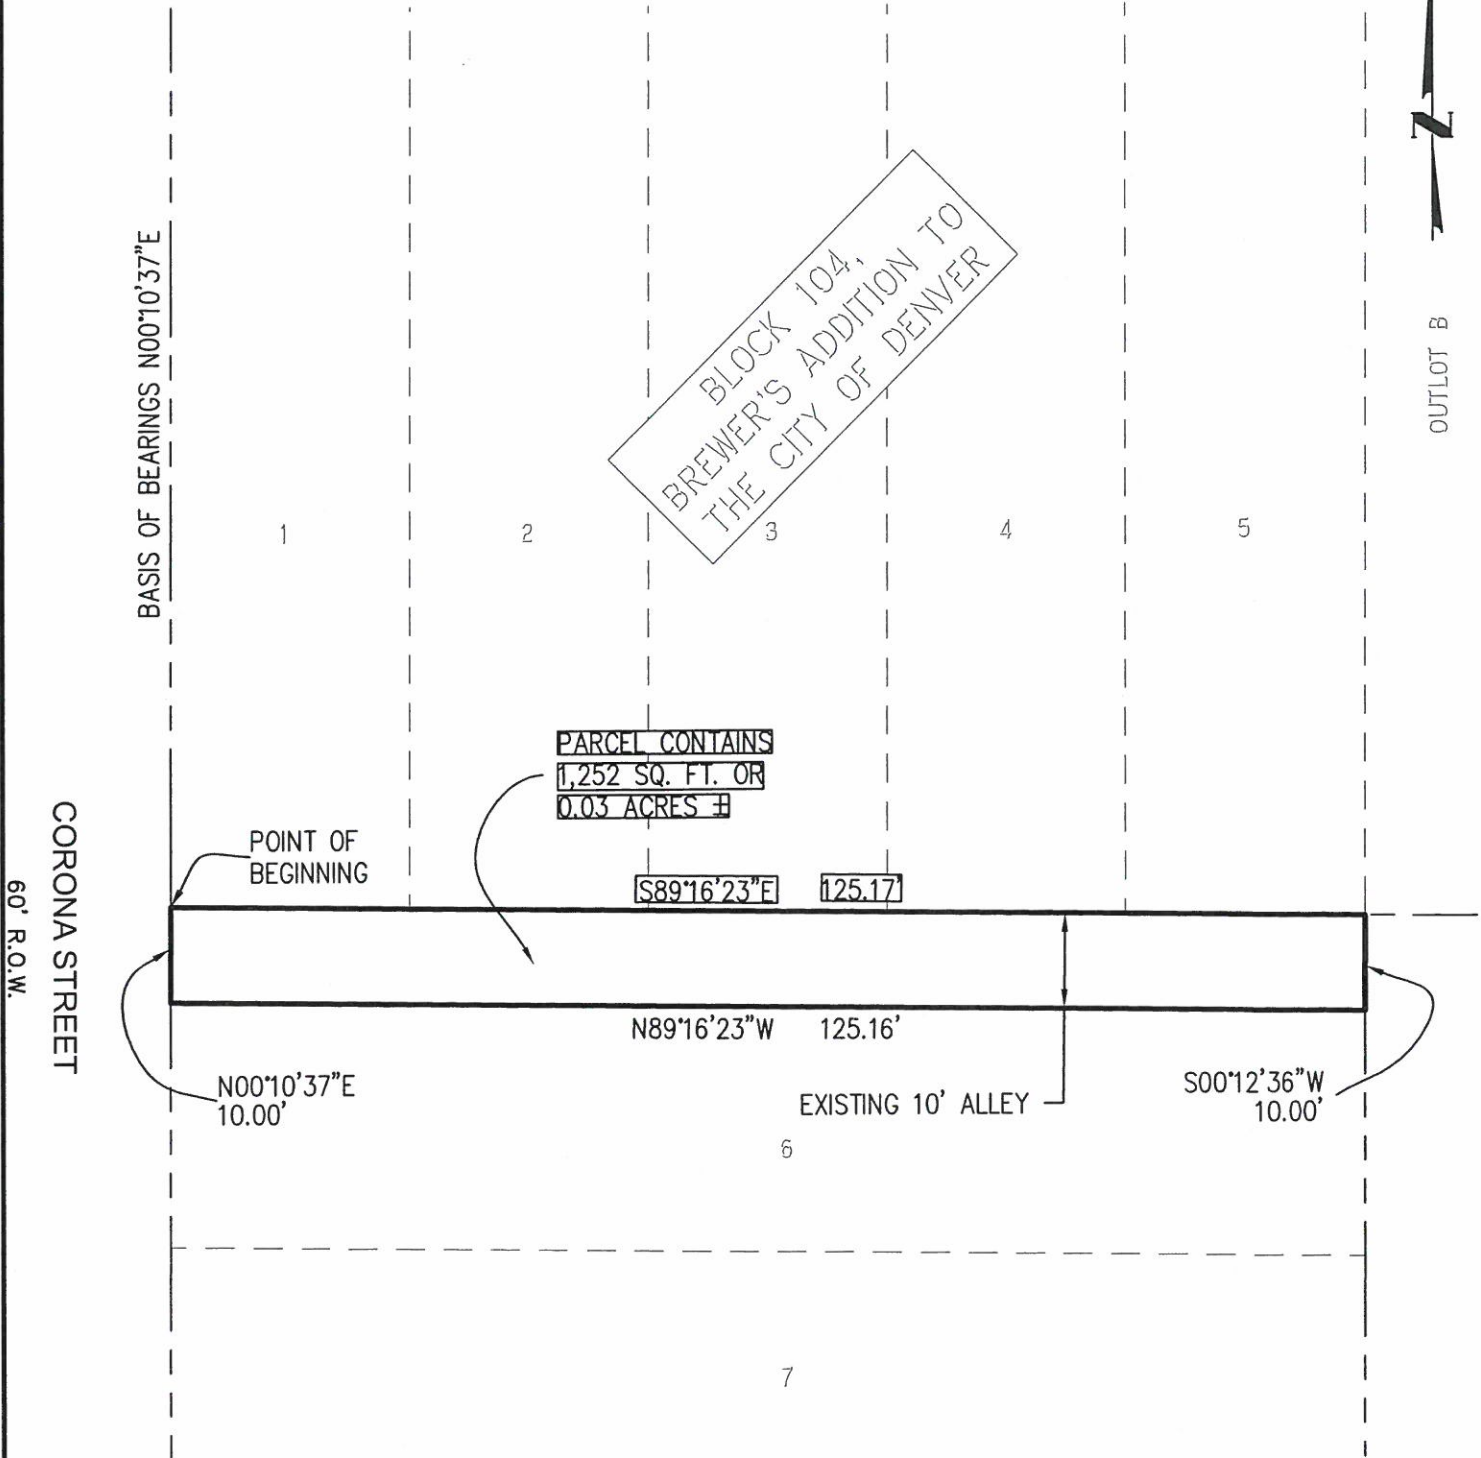 N
OUTLOT B
BASIS OF BEARINGS N00°10'37"E
BLOCK 104,
BREWER'S ADDITION TO
THE CITY OF DENVER
1
2
3
4
5
PARCEL CONTAINS
1,252 SQ. FT. OR
0.03 ACRES ±
POINT OF
BEGINNING
S89°16'23"E 125.17'
N89°16'23"W 125.16'
N00°10'37"E
10.00'
EXISTING 10' ALLEY
S00°12'36"W
10.00'
CORONA STREET
60' R.O.W.
6
7